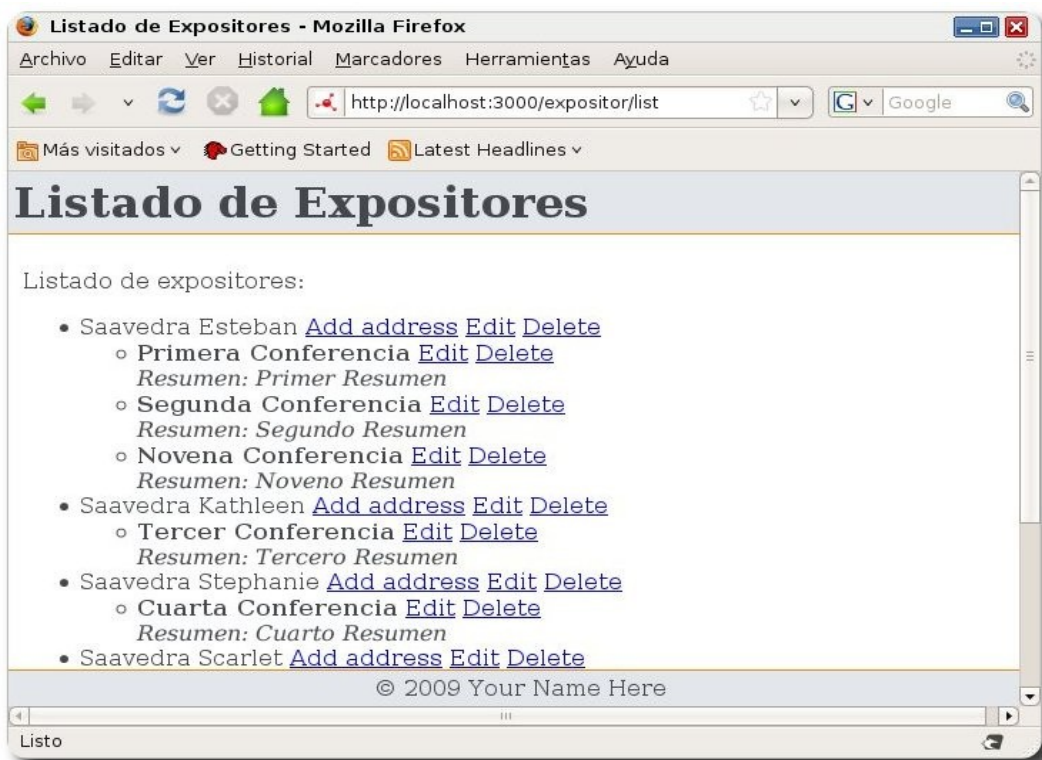 Listado de Expositores - Mozilla Firefox
Archivo Editar Ver Historial Marcadores Herramientas Ayuda
http://localhost:3000/expositor/list G Google
Más visitados Getting Started Latest Headlines
Listado de Expositores
Listado de expositores:
• Saavedra Esteban Add address Edit Delete
◦ Primera Conferencia Edit Delete
Resumen: Primer Resumen
◦ Segunda Conferencia Edit Delete
Resumen: Segundo Resumen
◦ Novena Conferencia Edit Delete
Resumen: Noveno Resumen
• Saavedra Kathleen Add address Edit Delete
◦ Tercer Conferencia Edit Delete
Resumen: Tercero Resumen
• Saavedra Stephanie Add address Edit Delete
◦ Cuarta Conferencia Edit Delete
Resumen: Cuarto Resumen
• Saavedra Scarlet Add address Edit Delete
© 2009 Your Name Here
Listo